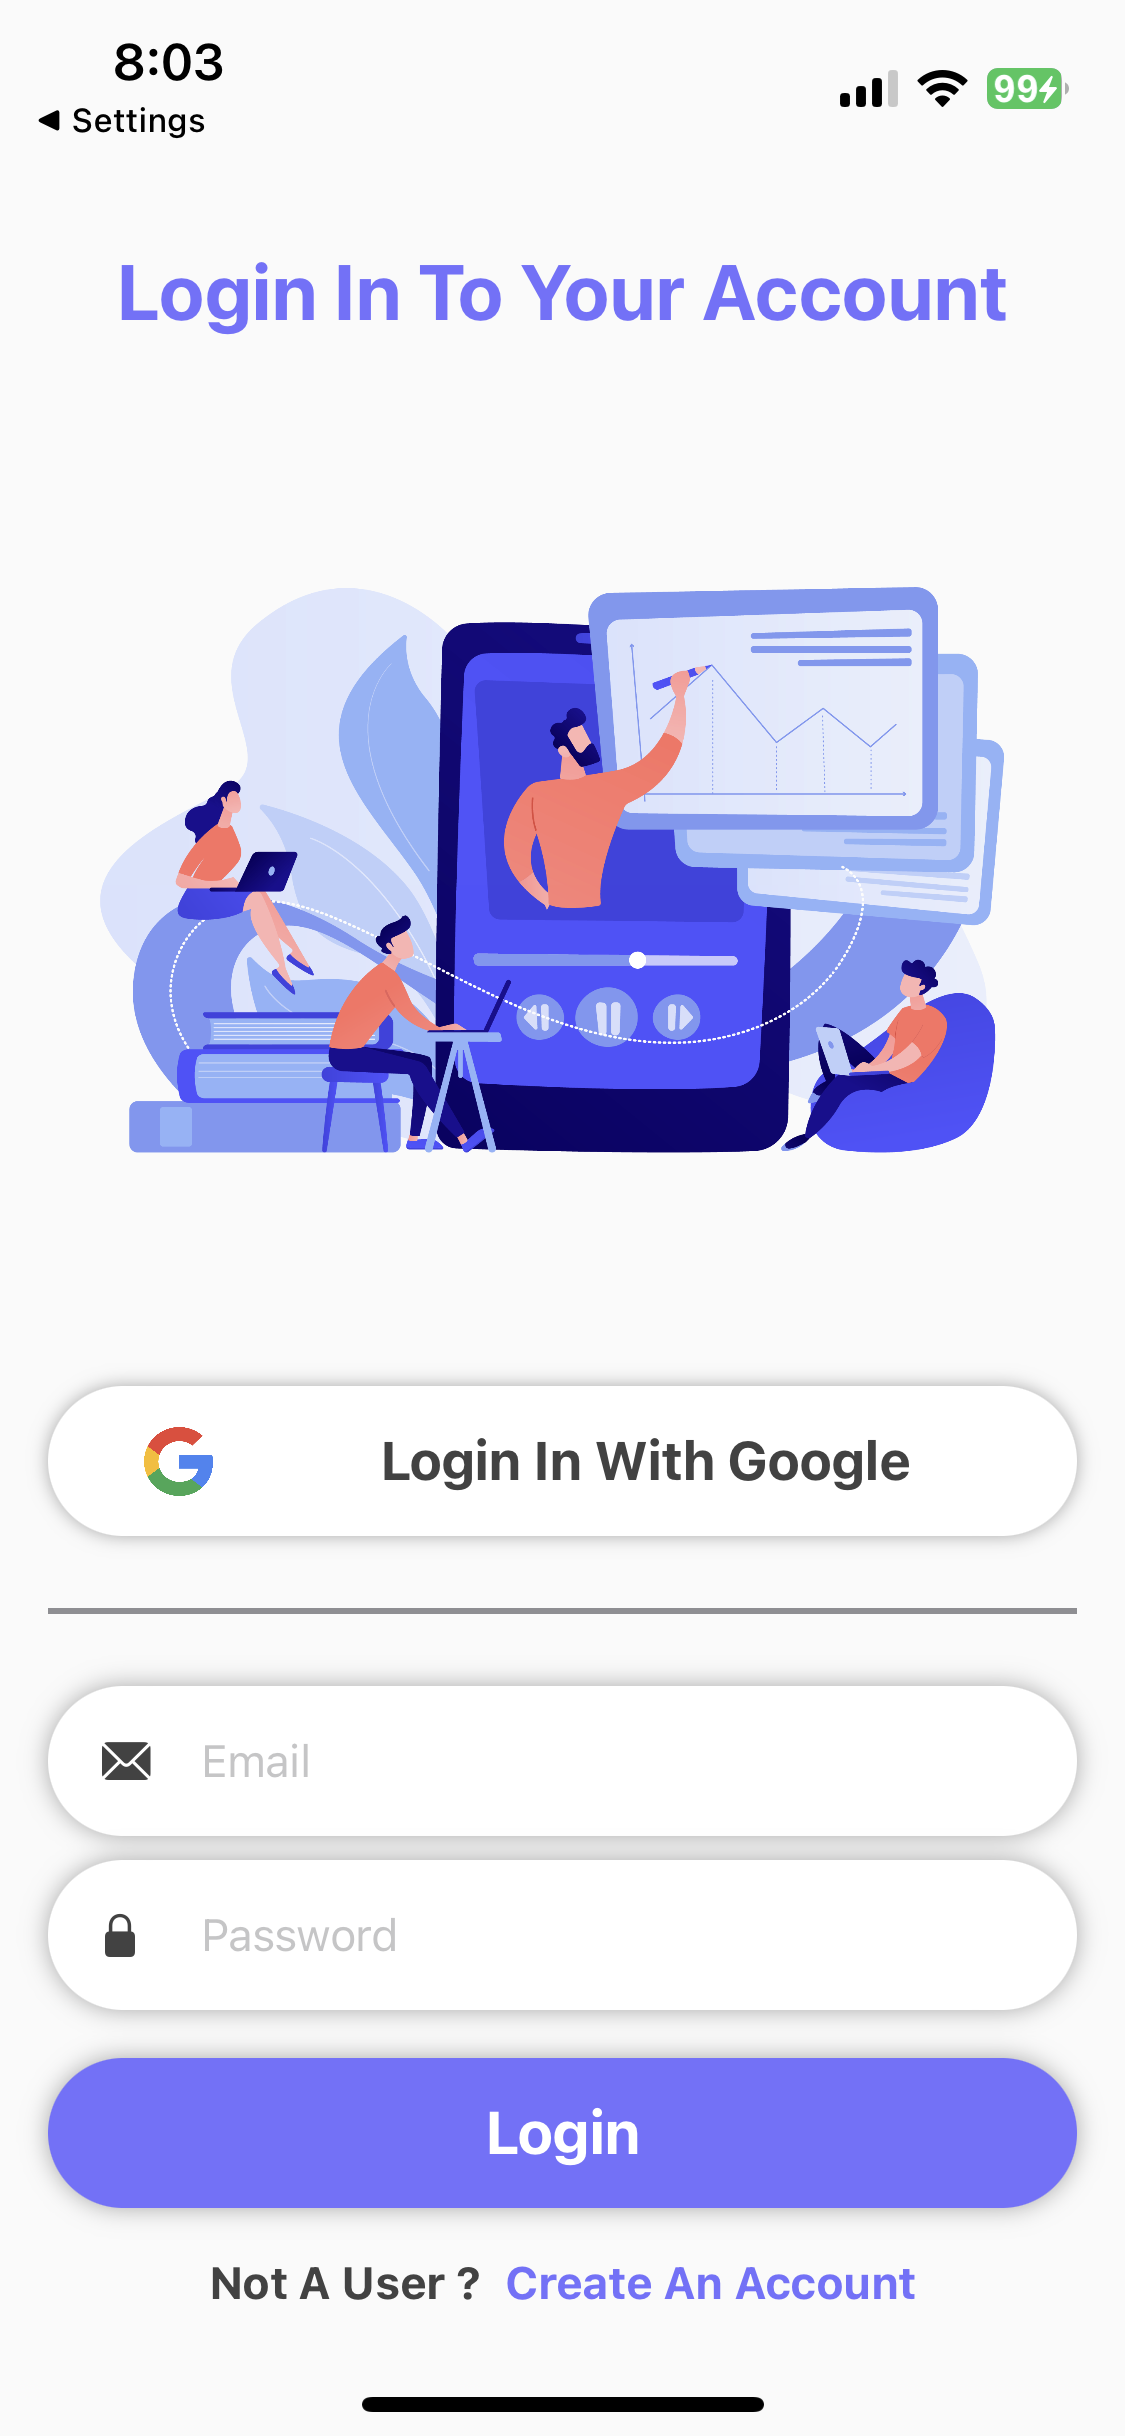 8:03
99
Settings
Login In To Your Account
Login In With Google
Email
Password
Login
Not A User ? Create An Account